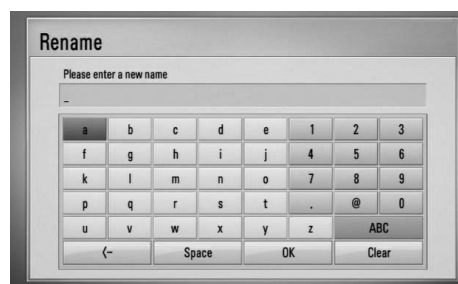 Rename
Please enter a new name
_
a b c d e 1 2 3
f g h i j 4 5 6
k l m n o 7 8 9
p q r s t . @ 0
u v w x y z ABC
<- Space OK Clear